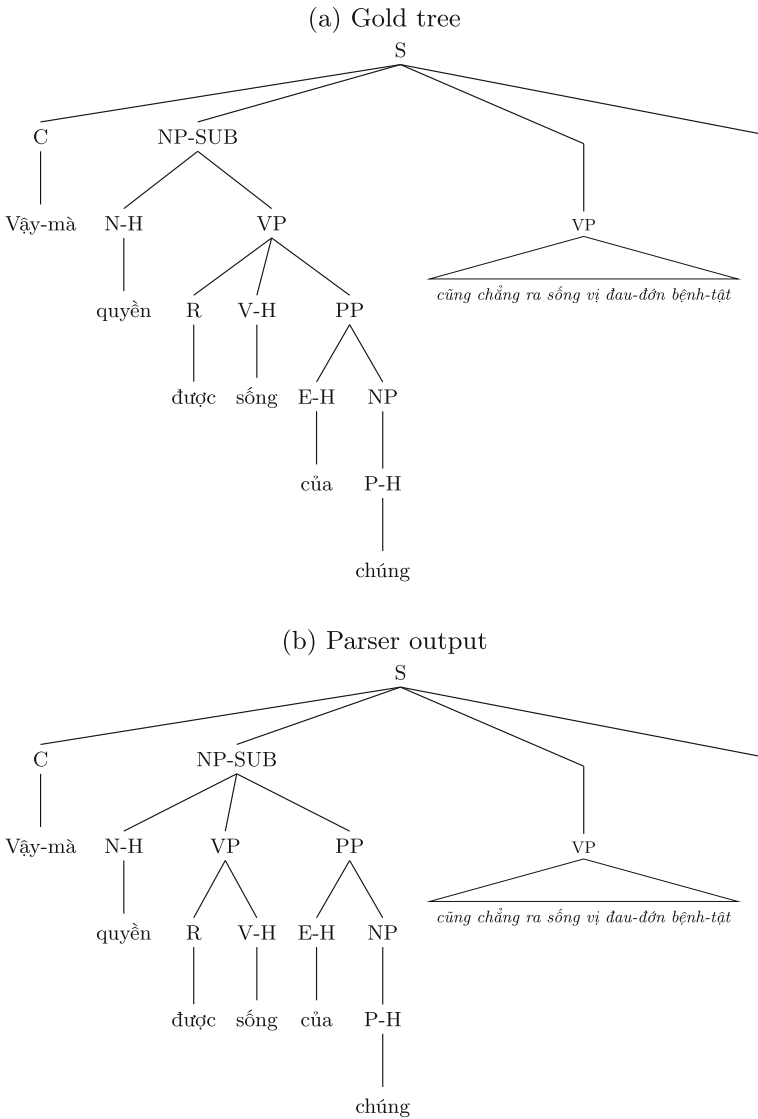 (a) Gold tree
S
C NP-SUB
Vậy-mà N-H VP VP
cũng chẳng ra sống vị đau-đớn bệnh-tật
quyền R V-H PP
được sống E-H NP
của P-H
chúng
(b) Parser output
S
C NP-SUB
Vậy-mà N-H VP PP VP
cũng chẳng ra sống vị đau-đớn bệnh-tật
quyền R V-H E-H NP
được sống của P-H
chúng